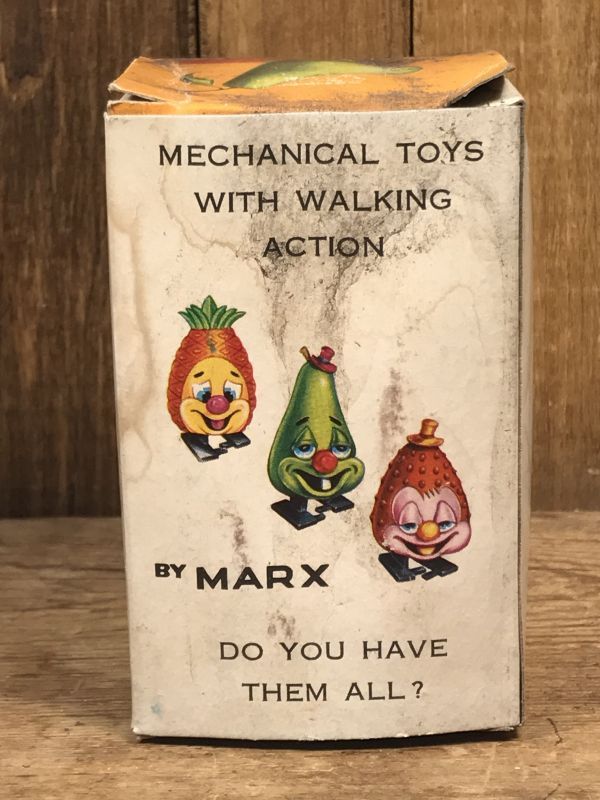 MECHANICAL TOYS
WITH WALKING
ACTION
BY MARX
DO YOU HAVE
THEM ALL?